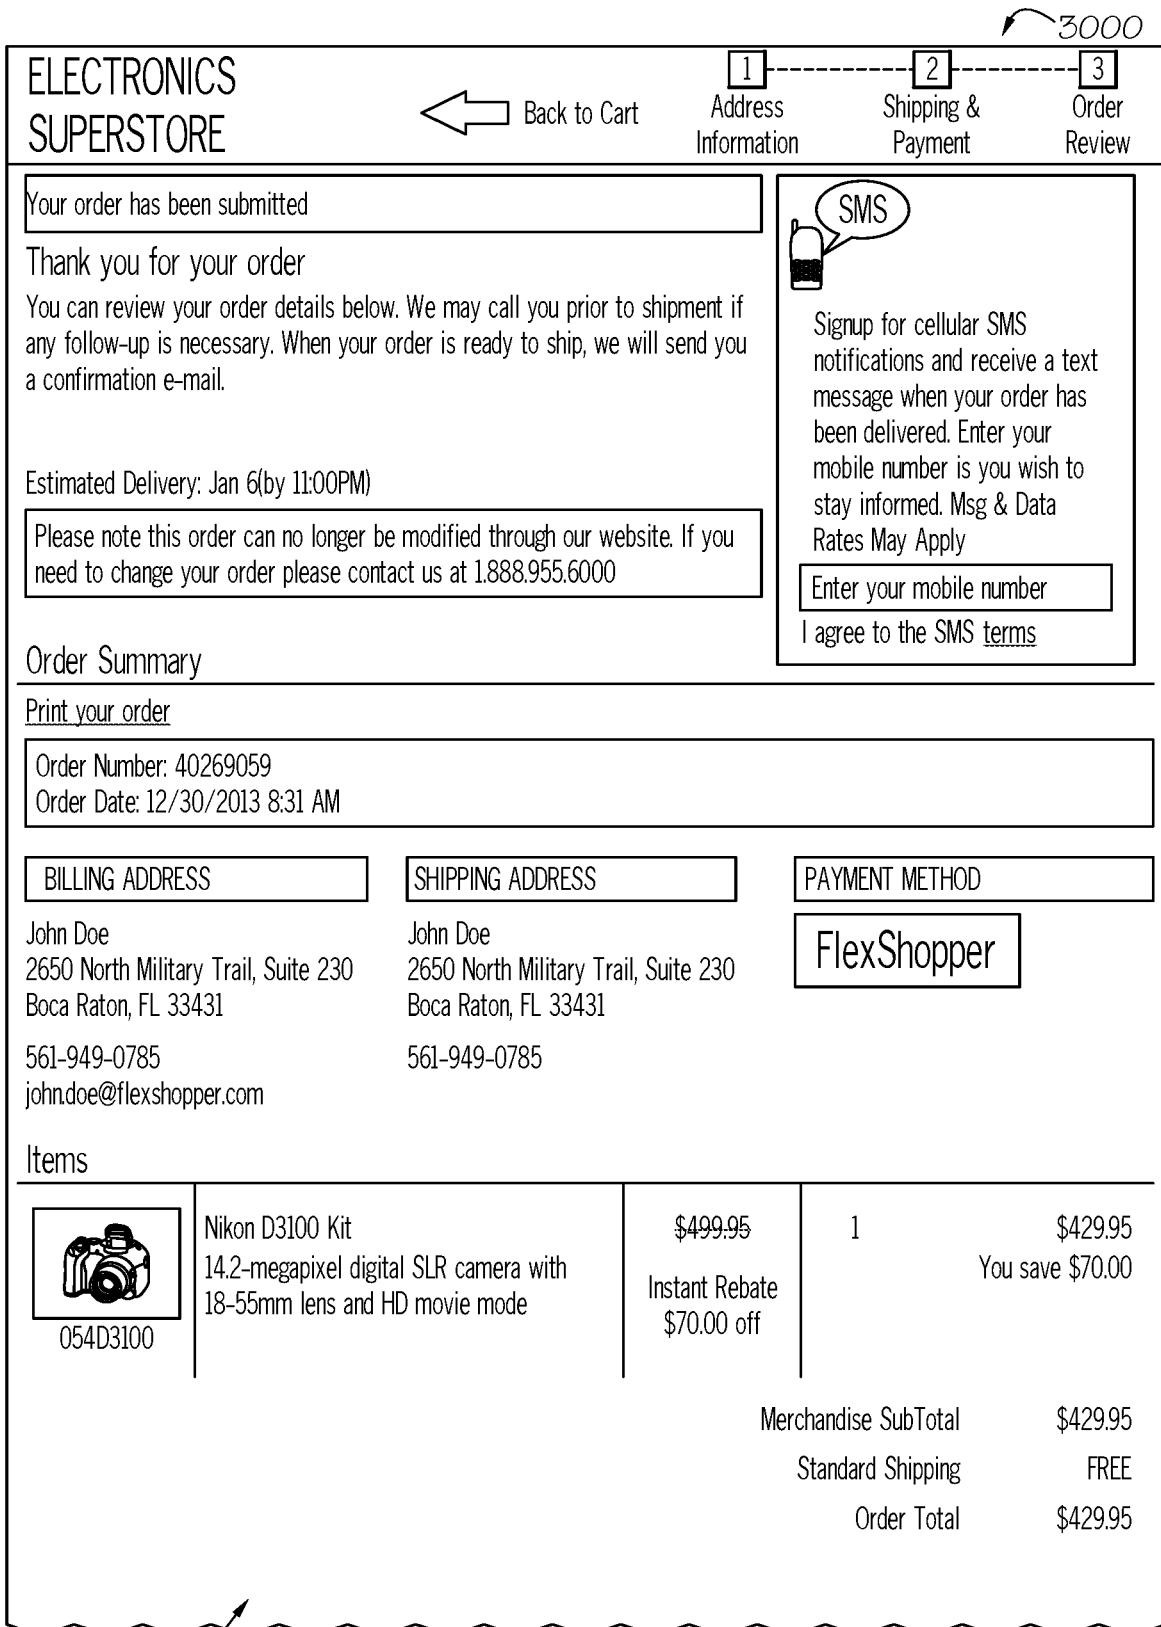 3000
ELECTRONICS
SUPERSTORE
Back to Cart
1
Address
Information
2
Shipping &
Payment
3
Order
Review
Your order has been submitted
Thank you for your order
You can review your order details below. We may call you prior to shipment if
any follow-up is necessary. When your order is ready to ship, we will send you
a confirmation e-mail.
Estimated Delivery: Jan 6(by 11:00PM)
Please note this order can no longer be modified through our website. If you
need to change your order please contact us at 1.888.955.6000
SMS
Signup for cellular SMS
notifications and receive a text
message when your order has
been delivered. Enter your
mobile number is you wish to
stay informed. Msg & Data
Rates May Apply
Enter your mobile number
I agree to the SMS terms
Order Summary
Print your order
Order Number: 40269059
Order Date: 12/30/2013 8:31 AM
BILLING ADDRESS
John Doe
2650 North Military Trail, Suite 230
Boca Raton, FL 33431
561-949-0785
john.doe@flexshopper.com
SHIPPING ADDRESS
John Doe
2650 North Military Trail, Suite 230
Boca Raton, FL 33431
561-949-0785
PAYMENT METHOD
FlexShopper
Items
054D3100
Nikon D3100 Kit
14.2-megapixel digital SLR camera with
18-55mm lens and HD movie mode
$499.95
Instant Rebate
$70.00 off
1
$429.95
You save $70.00
Merchandise SubTotal $429.95
Standard Shipping FREE
Order Total $429.95